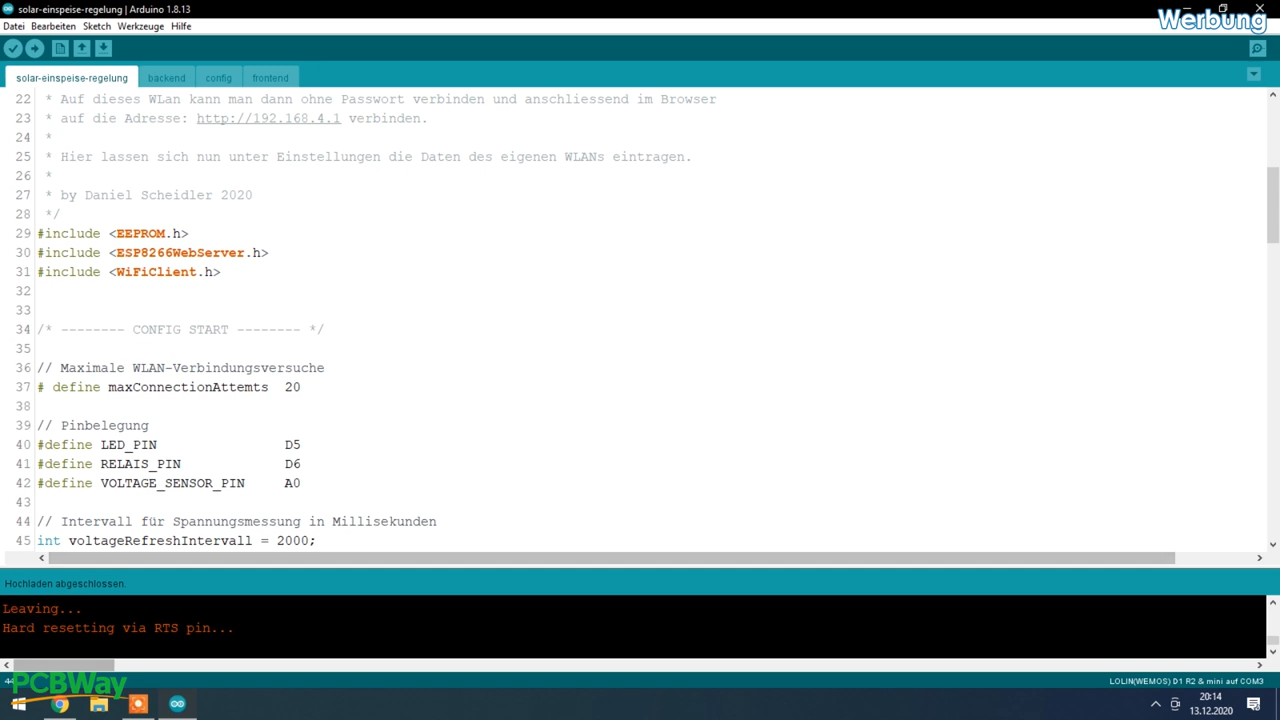 solar-einspeise-regelung | Arduino 1.8.13
Werbung
Datei Bearbeiten Sketch Werkzeuge Hilfe
solar-einspeise-regelung backend config frontend
22 * Auf dieses WLan kann man dann ohne Passwort verbinden und anschliessend im Browser
23 * auf die Adresse: http://192.168.4.1 verbinden.
24 *
25 * Hier lassen sich nun unter Einstellungen die Daten des eigenen WLANs eintragen.
26 *
27 * by Daniel Scheidler 2020
28 */
29 #include <EEPROM.h>
30 #include <ESP8266WebServer.h>
31 #include <WiFiClient.h>
32
33
34 /* -------- CONFIG START -------- */
35
36 // Maximale WLAN-Verbindungsversuche
37 # define maxConnectionAttemts 20
38
39 // Pinbelegung
40 #define LED_PIN D5
41 #define RELAIS_PIN D6
42 #define VOLTAGE_SENSOR_PIN A0
43
44 // Intervall für Spannungsmessung in Millisekunden
45 int voltageRefreshIntervall = 2000;
Hochladen abgeschlossen.
Leaving...
Hard resetting via RTS pin...
PCBWay
LOLIN(WEMOS) D1 R2 & mini auf COM3
20:14
13.12.2020